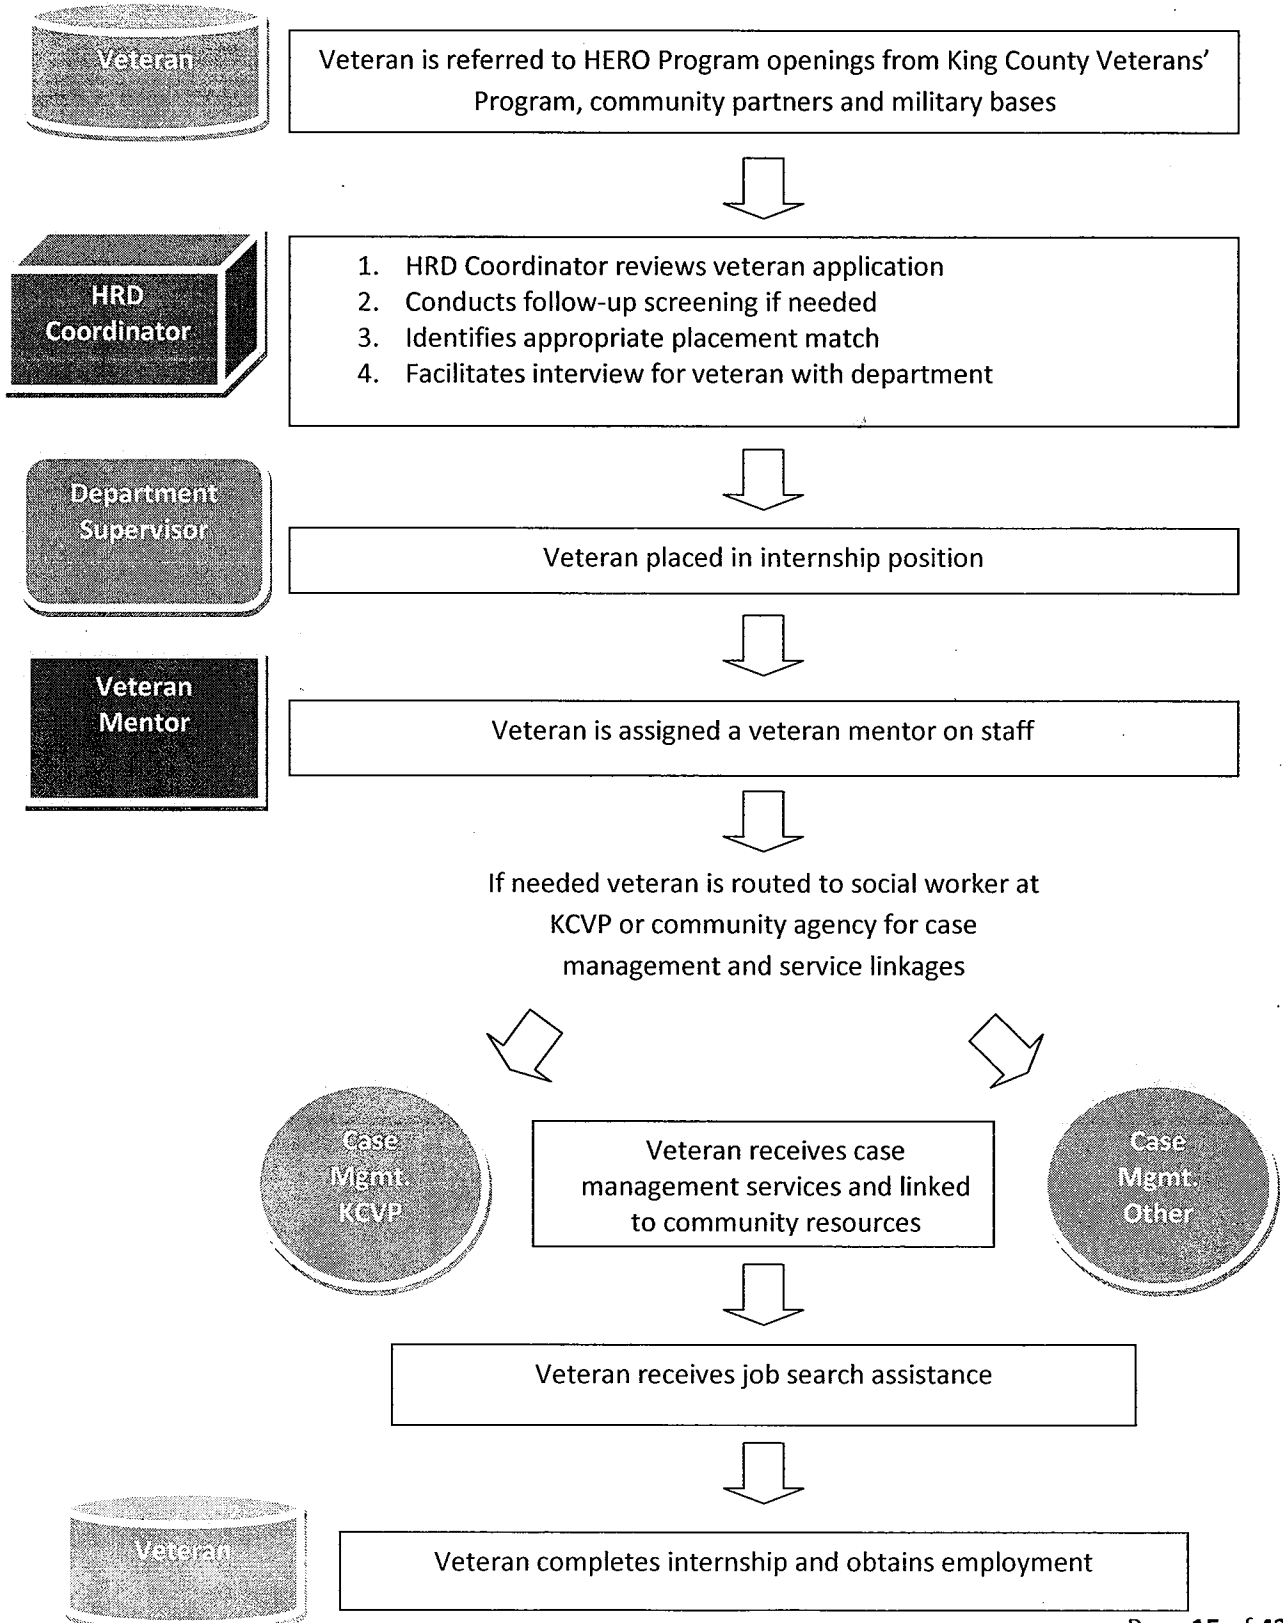 Veteran
Veteran is referred to HERO Program openings from King County Veterans'
Program, community partners and military bases
HRD
Coordinator
1. HRD Coordinator reviews veteran application
2. Conducts follow-up screening if needed
3. Identifies appropriate placement match
4. Facilitates interview for veteran with department
Department
Supervisor
Veteran placed in internship position
Veteran
Mentor
Veteran is assigned a veteran mentor on staff
If needed veteran is routed to social worker at
KCVP or community agency for case
management and service linkages
Case
Mgmt.
KCVP
Veteran receives case
management services and linked
to community resources
Case
Mgmt.
Other
Veteran receives job search assistance
Veteran
Veteran completes internship and obtains employment